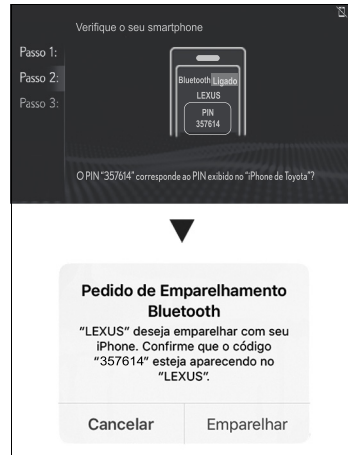 Verifique o seu smartphone
Passo 1:
Passo 2:
Passo 3:
Bluetooth Ligado
LEXUS
PIN
357614
O PIN "357614" corresponde ao PIN exibido no "iPhone de Toyota"?
Pedido de Emparelhamento
Bluetooth
"LEXUS" deseja emparelhar com seu
iPhone. Confirme que o código
"357614" esteja aparecendo no
"LEXUS".
Cancelar Emparelhar